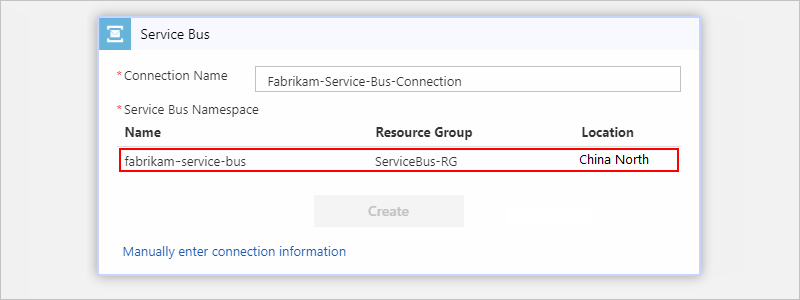 Service Bus
*Connection Name Fabrikam-Service-Bus-Connection
*Service Bus Namespace
Name Resource Group Location
fabrikam-service-bus ServiceBus-RG China North
Create
Manually enter connection information